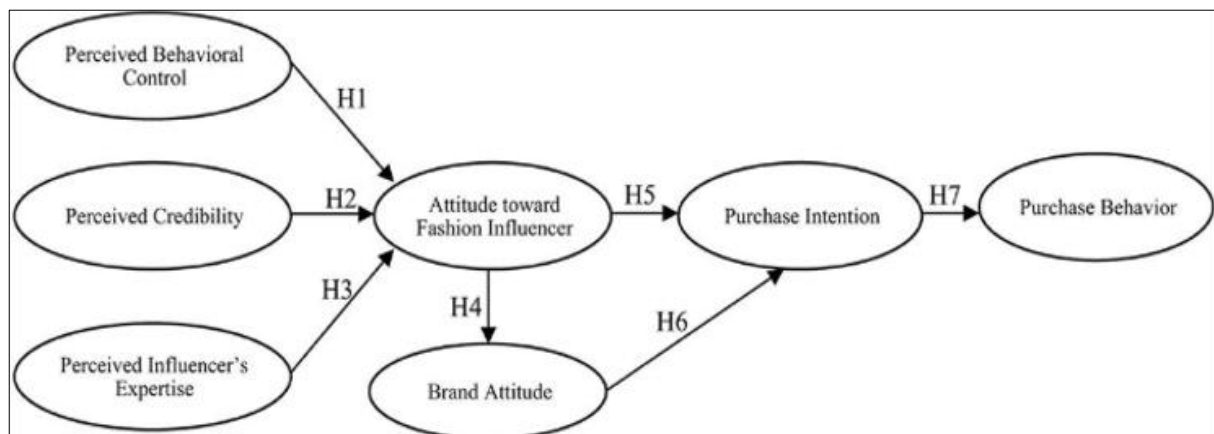 Perceived Behavioral
Control
H1
Perceived Credibility
H2
Attitude toward
Fashion Influencer
H5
Purchase Intention
H7
Purchase Behavior
H3
Perceived Influencer's
Expertise
H4
Brand Attitude
H6